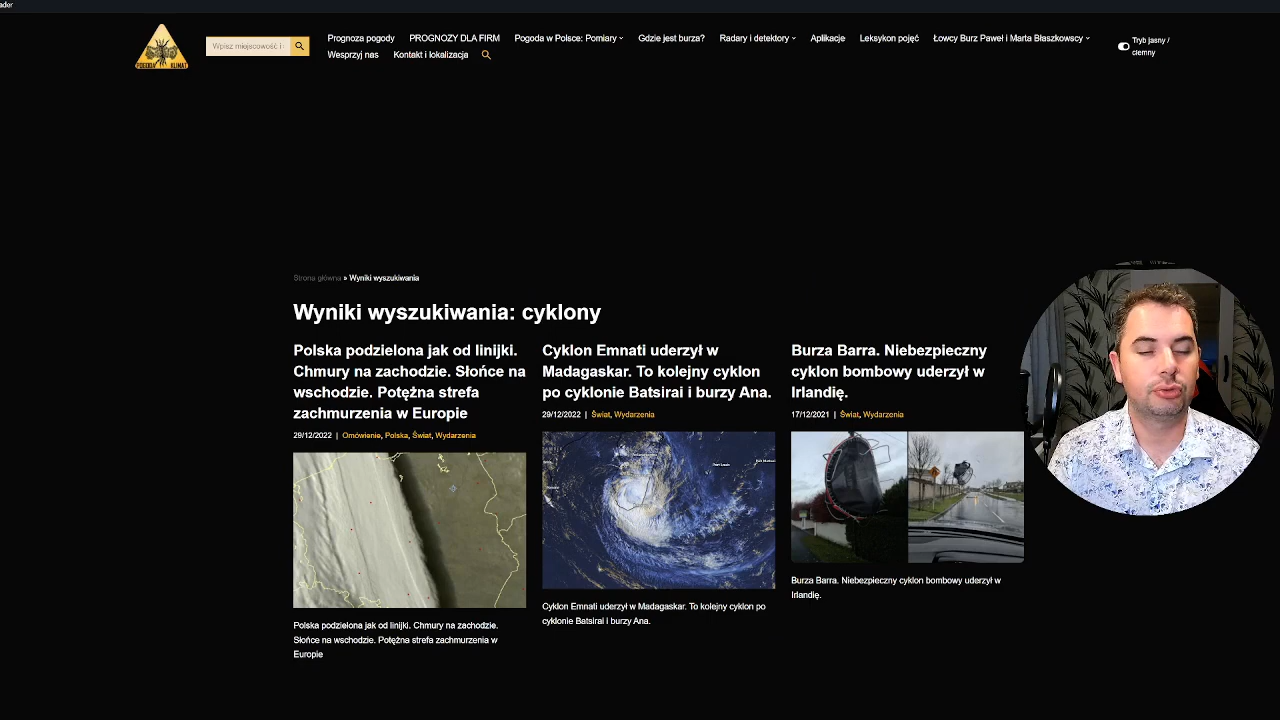 ader
POGODA KLIMAT
Wpisz miejscowość i
Prognoza pogody
PROGNOZY DLA FIRM
Pogoda w Polsce: Pomiary
Gdzie jest burza?
Radary i detektory
Aplikacje
Leksykon pojęć
Łowcy Burz Paweł i Marta Błaszkowscy
Wesprzyj nas
Kontakt i lokalizacja
Tryb jasny /
ciemny
Strona główna » Wyniki wyszukiwania
Wyniki wyszukiwania: cyklony
Polska podzielona jak od linijki.
Chmury na zachodzie. Słońce na
wschodzie. Potężna strefa
zachmurzenia w Europie
29/12/2022 | Omówienie, Polska, Świat, Wydarzenia
Polska podzielona jak od linijki. Chmury na zachodzie.
Słońce na wschodzie. Potężna strefa zachmurzenia w
Europie
Cyklon Emnati uderzył w
Madagaskar. To kolejny cyklon
po cyklonie Batsirai i burzy Ana.
29/12/2022 | Świat, Wydarzenia
Port Louis
Cyklon Emnati uderzył w Madagaskar. To kolejny cyklon po
cyklonie Batsirai i burzy Ana.
Burza Barra. Niebezpieczny
cyklon bombowy uderzył w
Irlandię.
17/12/2021 | Świat, Wydarzenia
Burza Barra. Niebezpieczny cyklon bombowy uderzył w
Irlandię.